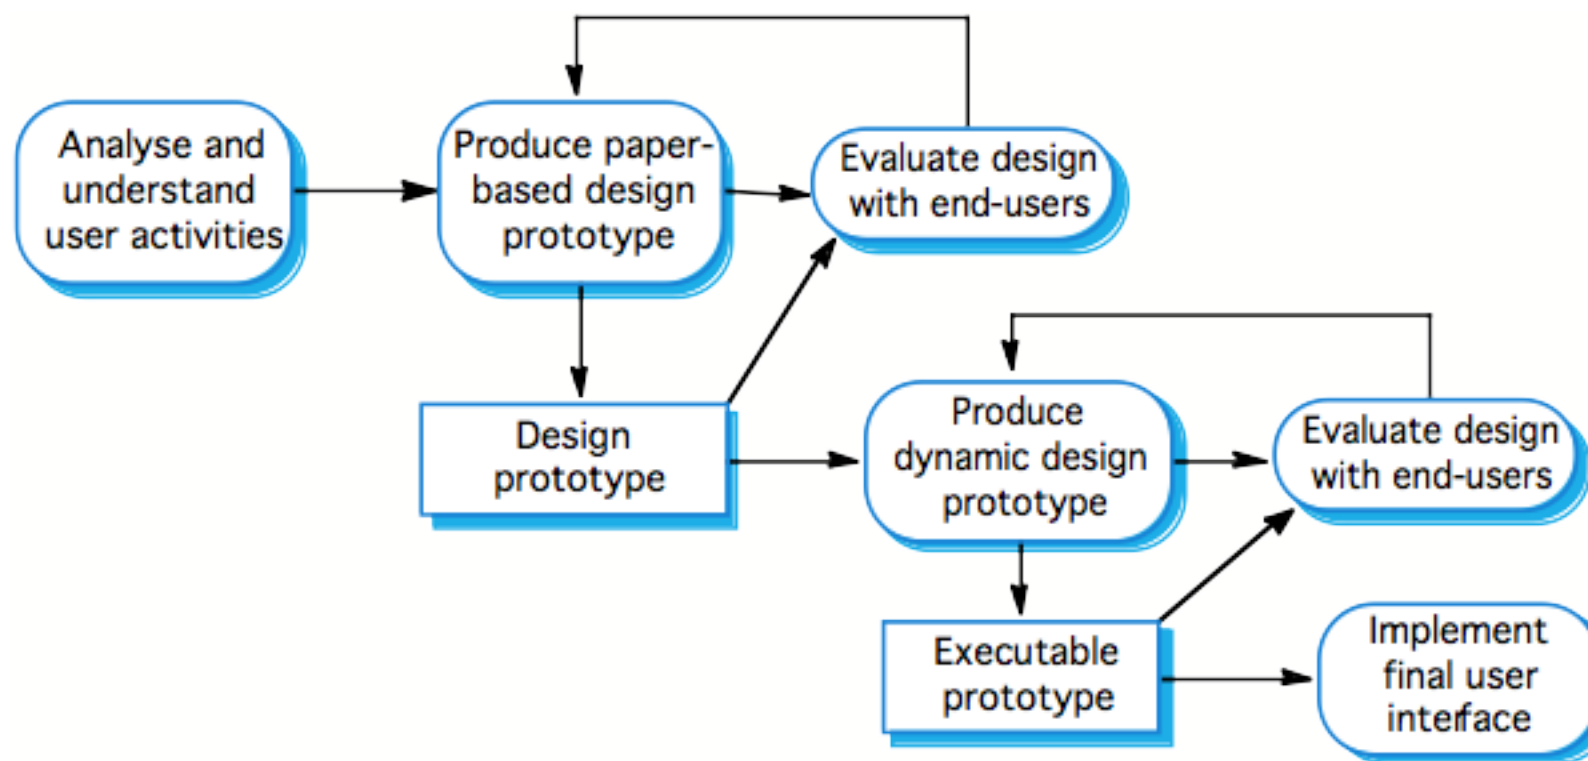 Analyse and
understand
user activities
Produce paper-
based design
prototype
Evaluate design
with end-users
Design
prototype
Produce
dynamic design
prototype
Evaluate design
with end-users
Executable
prototype
Implement
final user
interface